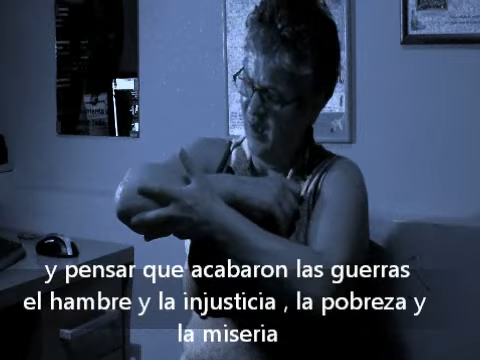 y pensar que acabaron las guerras
el hambre y la injusticia , la pobreza y
la miseria